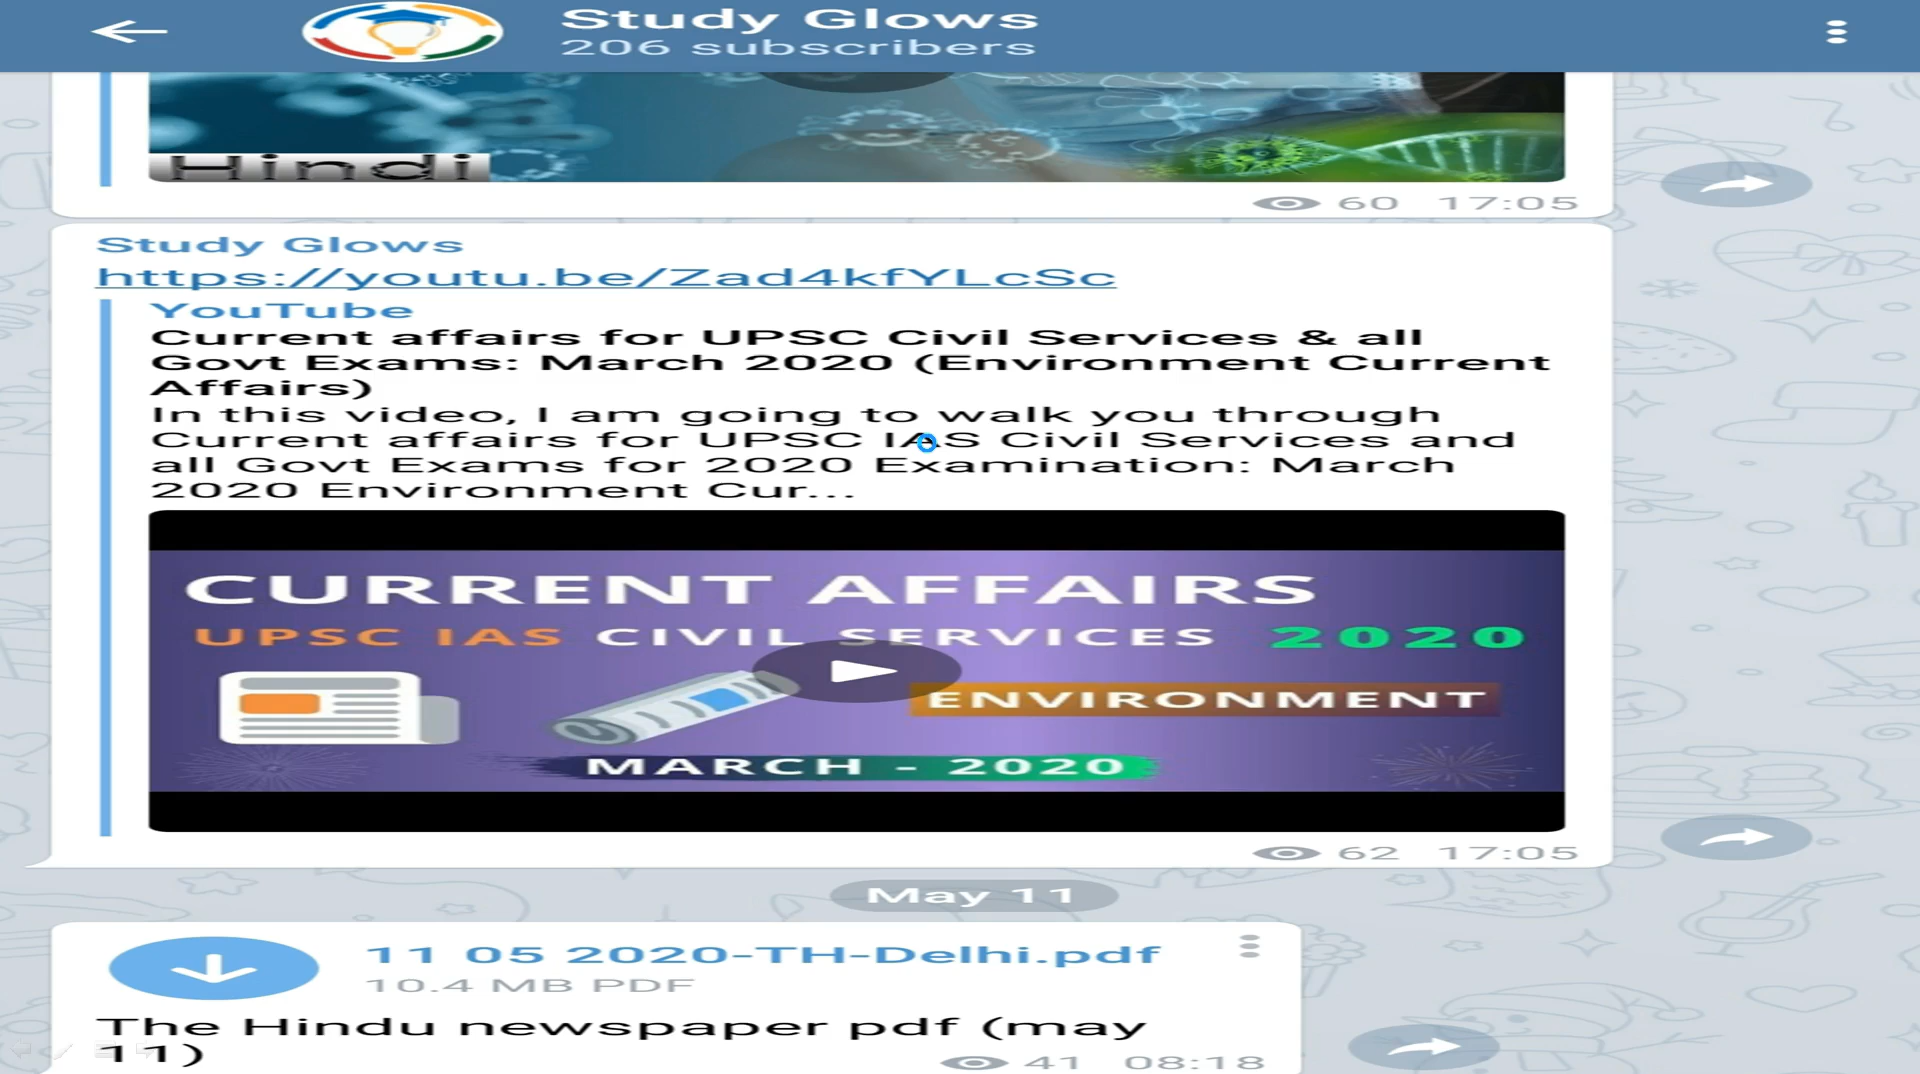 Study Glows
206 subscribers
Hindi
60 17:05
Study Glows
https://youtu.be/Zad4kfYLcSc
YouTube
Current affairs for UPSC Civil Services & all
Govt Exams: March 2020 (Environment Current
Affairs)
In this video, I am going to walk you through
Current affairs for UPSC IAS Civil Services and
all Govt Exams for 2020 Examination: March
2020 Environment Cur...
CURRENT AFFAIRS
UPSC IAS CIVIL SERVICES 2020
ENVIRONMENT
MARCH - 2020
62 17:05
May 11
11 05 2020-TH-Delhi.pdf
10.4 MB PDF
The Hindu newspaper pdf (may
11)
41 08:18